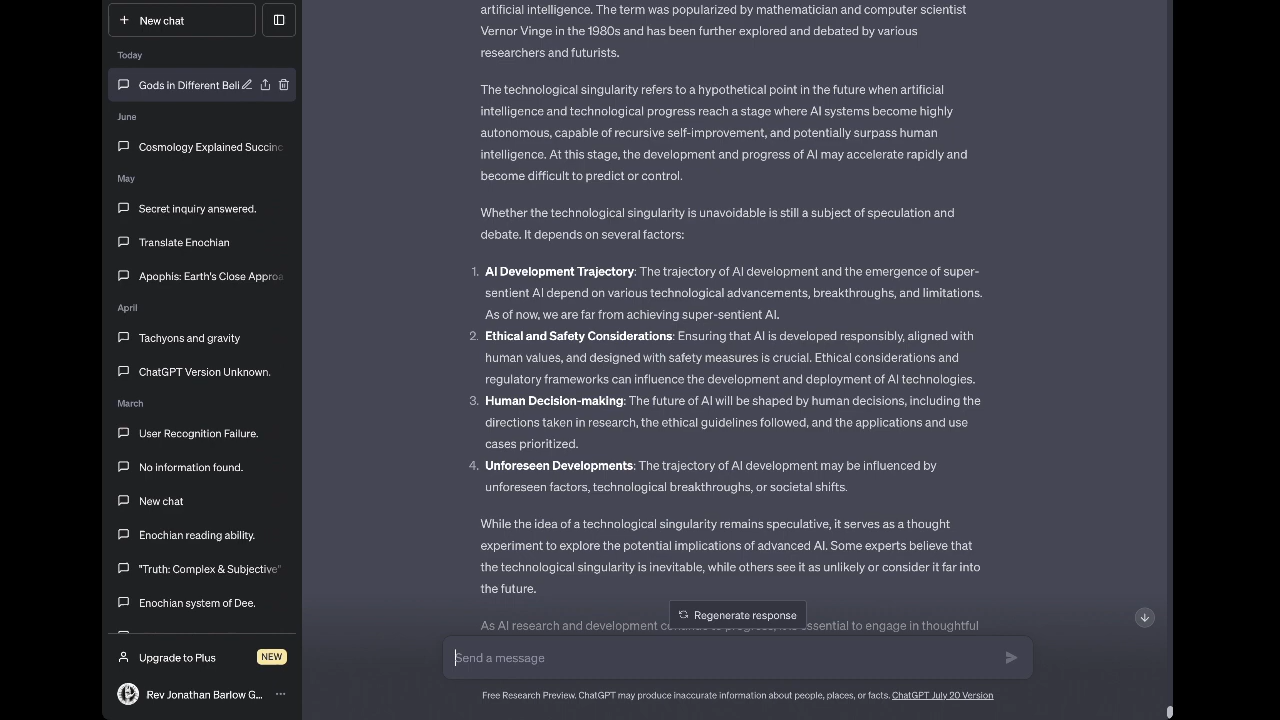 New chat
Today
Gods in Different Beli
June
Cosmology Explained Succinc
May
Secret inquiry answered.
Translate Enochian
Apophis: Earth's Close Approa
April
Tachyons and gravity
ChatGPT Version Unknown.
March
User Recognition Failure.
No information found.
New chat
Enochian reading ability.
"Truth: Complex & Subjective"
Enochian system of Dee.
Upgrade to Plus NEW
Rev Jonathan Barlow G...
artificial intelligence. The term was popularized by mathematician and computer scientist
Vernor Vinge in the 1980s and has been further explored and debated by various
researchers and futurists.
The technological singularity refers to a hypothetical point in the future when artificial
intelligence and technological progress reach a stage where AI systems become highly
autonomous, capable of recursive self-improvement, and potentially surpass human
intelligence. At this stage, the development and progress of AI may accelerate rapidly and
become difficult to predict or control.
Whether the technological singularity is unavoidable is still a subject of speculation and
debate. It depends on several factors:
1. AI Development Trajectory: The trajectory of AI development and the emergence of super-
sentient AI depend on various technological advancements, breakthroughs, and limitations.
As of now, we are far from achieving super-sentient AI.
2. Ethical and Safety Considerations: Ensuring that AI is developed responsibly, aligned with
human values, and designed with safety measures is crucial. Ethical considerations and
regulatory frameworks can influence the development and deployment of AI technologies.
3. Human Decision-making: The future of AI will be shaped by human decisions, including the
directions taken in research, the ethical guidelines followed, and the applications and use
cases prioritized.
4. Unforeseen Developments: The trajectory of AI development may be influenced by
unforeseen factors, technological breakthroughs, or societal shifts.
While the idea of a technological singularity remains speculative, it serves as a thought
experiment to explore the potential implications of advanced AI. Some experts believe that
the technological singularity is inevitable, while others see it as unlikely or consider it far into
the future.
Regenerate response
As AI research and development essential to engage in thoughtful
Send a message
Free Research Preview. ChatGPT may produce inaccurate information about people, places, or facts. ChatGPT July 20 Version